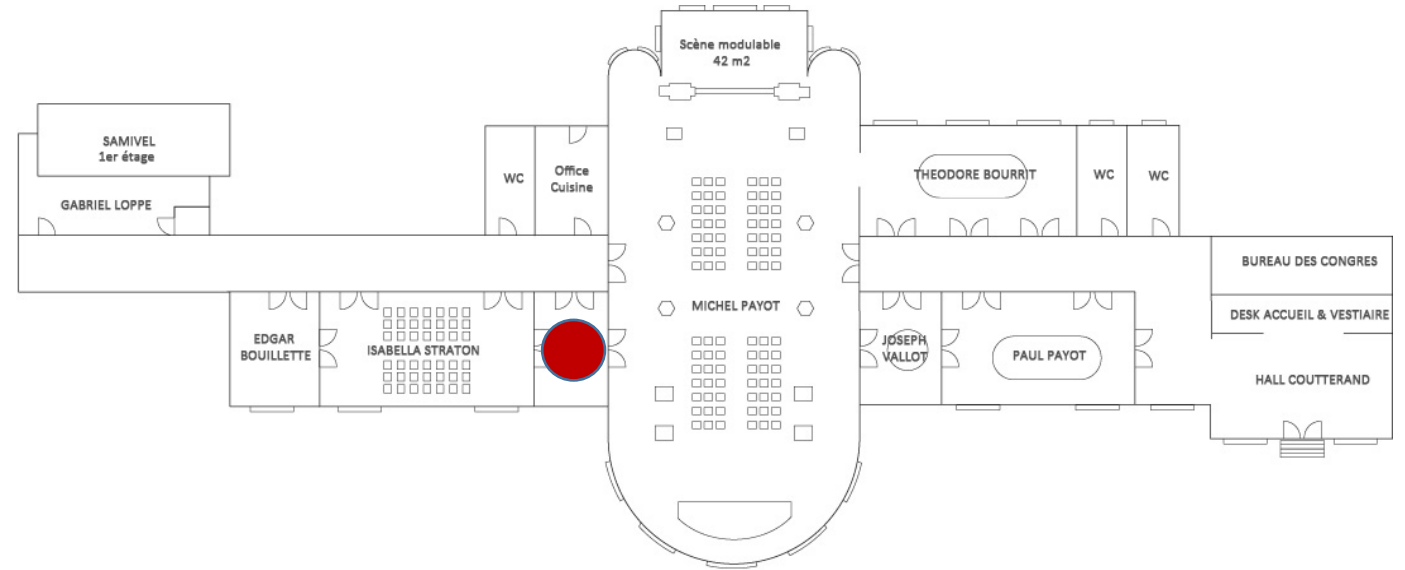 Scène modulable
42 m2
SAMIVEL
1er étage
GABRIEL LOPPE
WC
Office
Cuisine
THEODORE BOURRIT
WC
WC
BUREAU DES CONGRES
DESK ACCUEIL & VESTIAIRE
HALL COUTTERAND
EDGAR
BOUILLETTE
ISABELLA STRATON
MICHEL PAYOT
JOSEPH
VALLOT
PAUL PAYOT